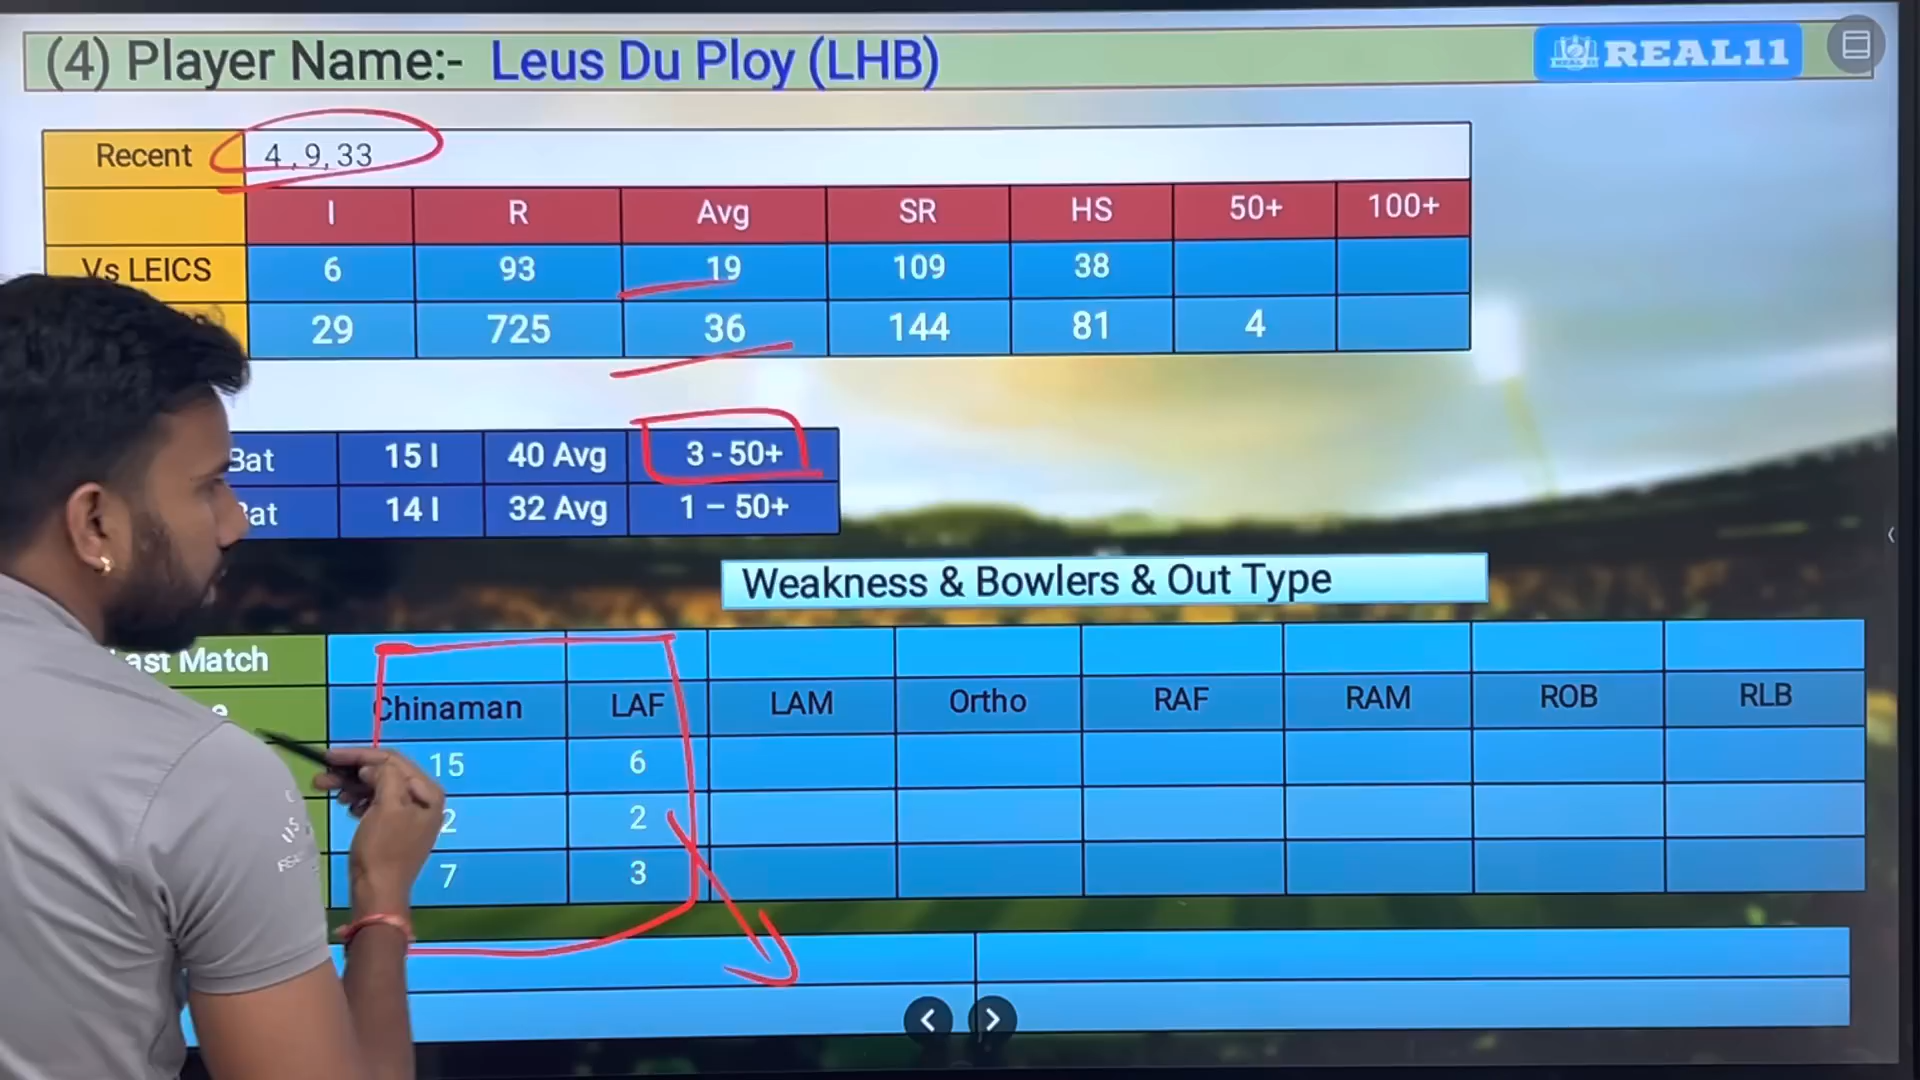 (4) Player Name:- Leus Du Ploy (LHB)
REAL11
Recent 4 , 9, 33
I R Avg SR HS 50+ 100+
Vs LEICS 6 93 19 109 38
29 725 36 144 81 4
Bat 15 I 40 Avg 3 - 50+
Bat 14 I 32 Avg 1 – 50+
Weakness & Bowlers & Out Type
Last Match
Chinaman LAF LAM Ortho RAF RAM ROB RLB
15 6
2 2
7 3